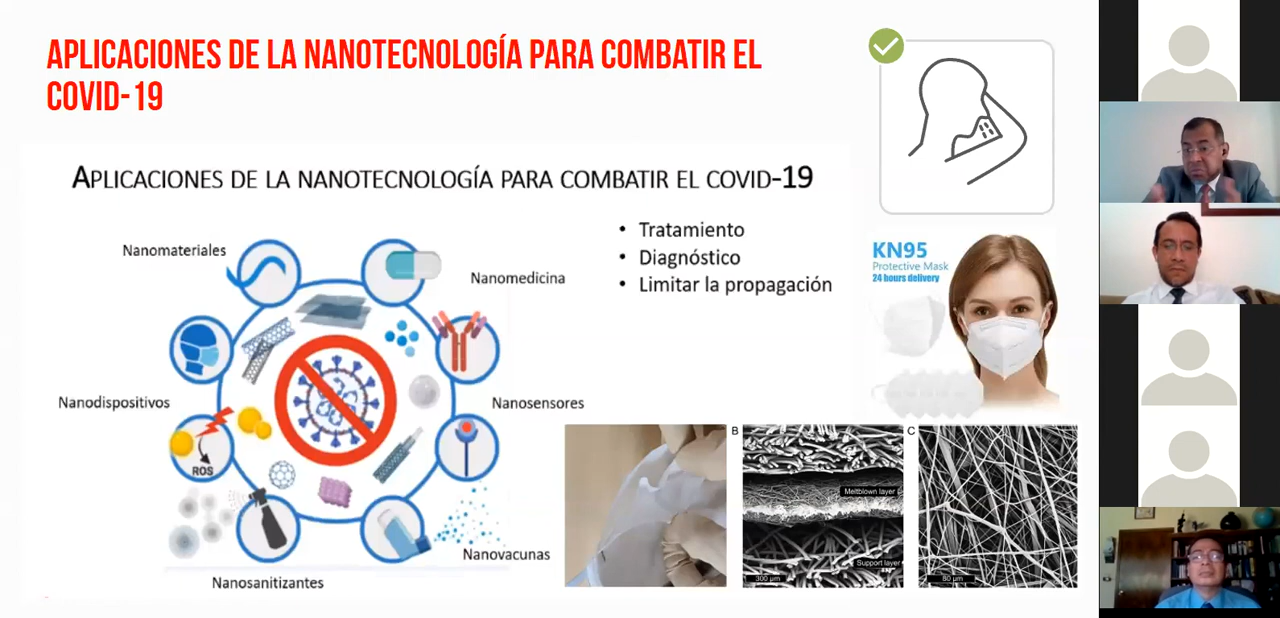 APLICACIONES DE LA NANOTECNOLOGÍA PARA COMBATIR EL
COVID-19
APLICACIONES DE LA NANOTECNOLOGÍA PARA COMBATIR EL COVID-19
• Tratamiento
• Diagnóstico
• Limitar la propagación
Nanomateriales
Nanomedicina
Nanodispositivos
Nanosensores
ROS
Nanovacunas
Nanosanitizantes
KN95
Protective Mask
24 hours delivery
B
Meltblown layer
Support layer
300 µm
C
80 µm